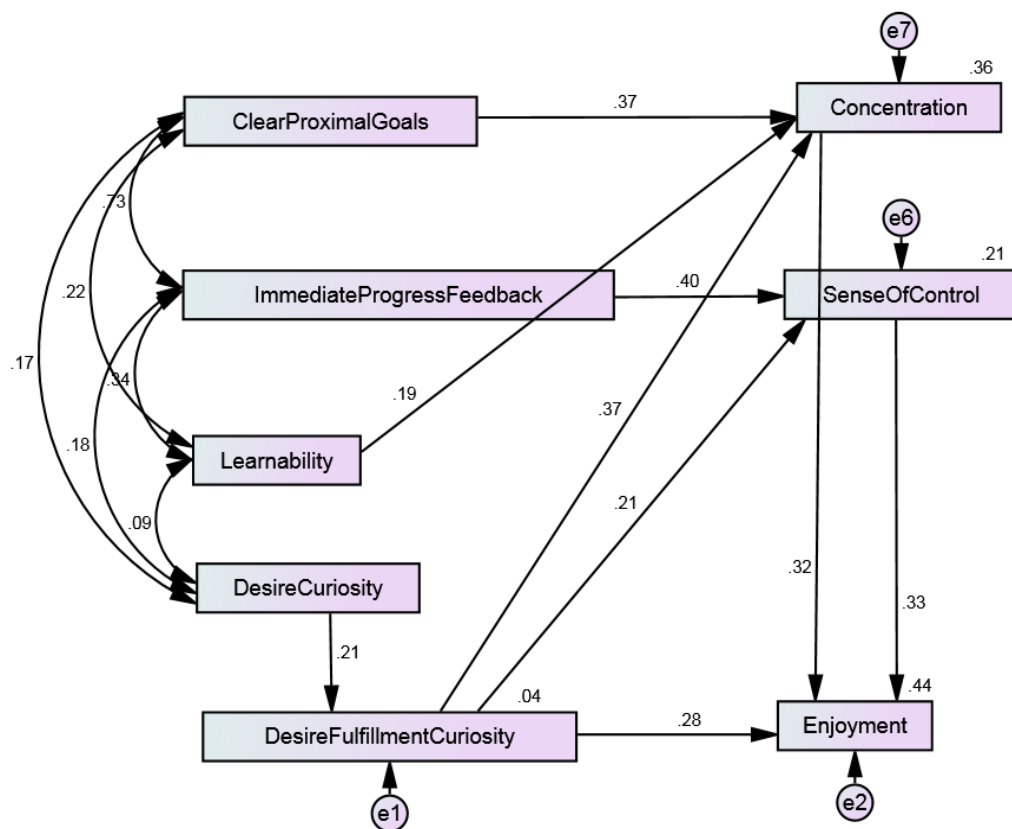 e7
.36
Concentration
ClearProximalGoals
.37
.73
e6
.21
SenseOfControl
ImmediateProgressFeedback
.40
.22
.17
.34
.19
.37
.18
Learnability
.21
.09
.32
DesireCuriosity
.33
.21
.04
.44
DesireFulfillmentCuriosity
.28
Enjoyment
e1
e2